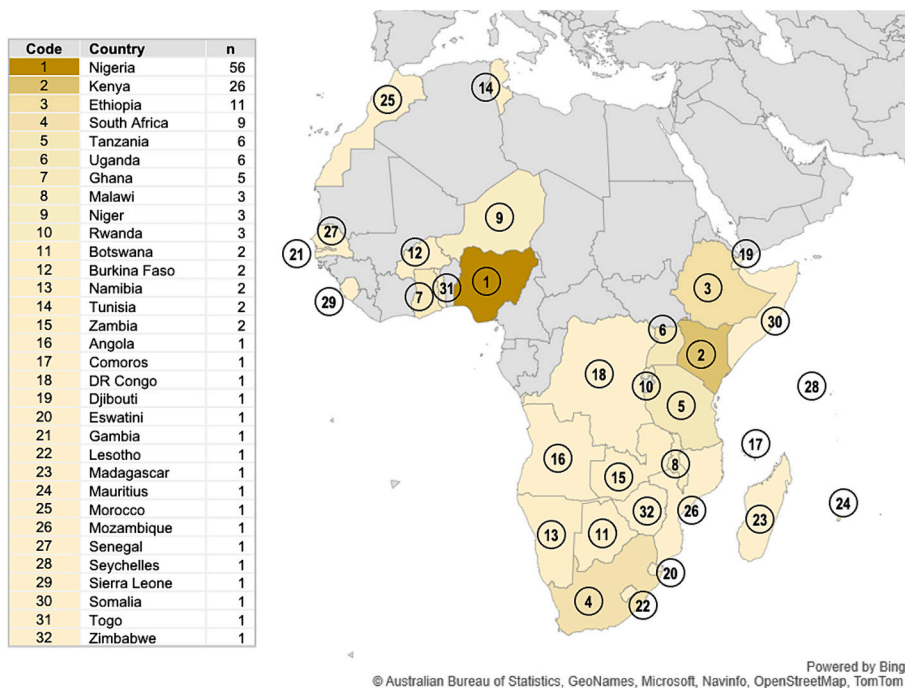 Code Country n
1 Nigeria 56
2 Kenya 26
3 Ethiopia 11
4 South Africa 9
5 Tanzania 6
6 Uganda 6
7 Ghana 5
8 Malawi 3
9 Niger 3
10 Rwanda 3
11 Botswana 2
12 Burkina Faso 2
13 Namibia 2
14 Tunisia 2
15 Zambia 2
16 Angola 1
17 Comoros 1
18 DR Congo 1
19 Djibouti 1
20 Eswatini 1
21 Gambia 1
22 Lesotho 1
23 Madagascar 1
24 Mauritius 1
25 Morocco 1
26 Mozambique 1
27 Senegal 1
28 Seychelles 1
29 Sierra Leone 1
30 Somalia 1
31 Togo 1
32 Zimbabwe 1
14
25
9
27
21
12
19
1
31
3
7
29
30
6
2
18
10
28
5
17
16
8
15
24
32
26
23
13
11
20
4
22
Powered by Bing
© Australian Bureau of Statistics, GeoNames, Microsoft, Navinfo, OpenStreetMap, TomTom